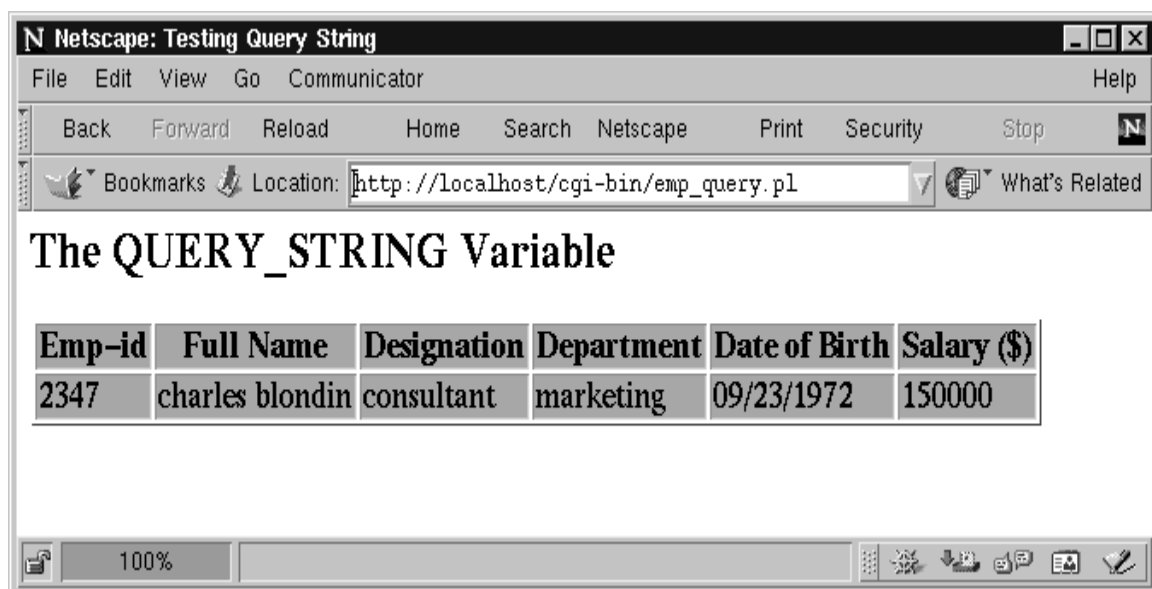 N Netscape: Testing Query String
File Edit View Go Communicator Help
Back Forward Reload Home Search Netscape Print Security Stop N
Bookmarks Location: http://localhost/cgi-bin/emp_query.pl What's Related
The QUERY_STRING Variable
Emp-id Full Name Designation Department Date of Birth Salary ($)
2347 charles blondin consultant marketing 09/23/1972 150000
100%